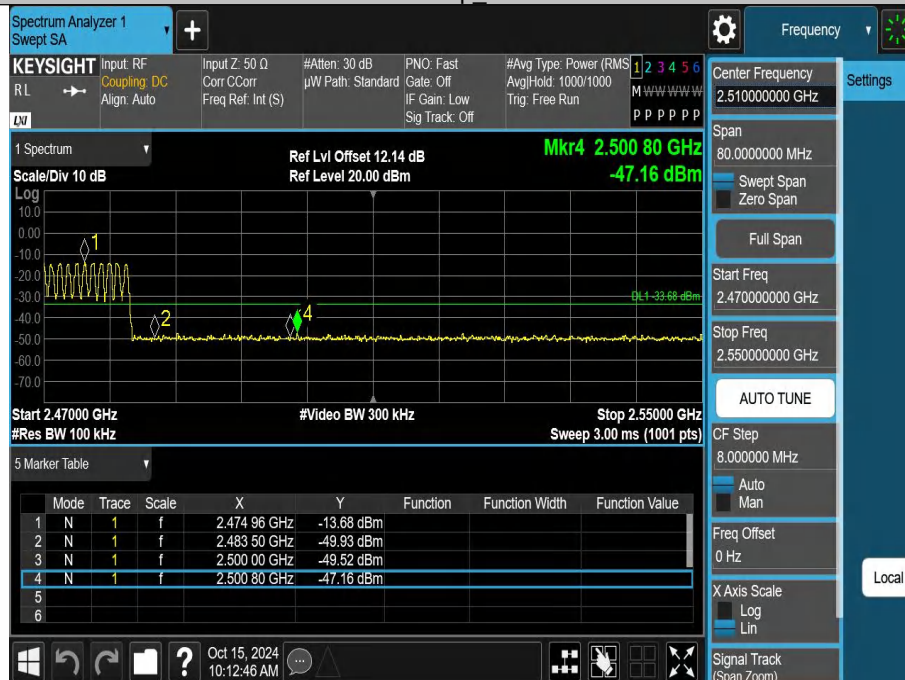 Spectrum Analyzer 1
Swept SA
+
Frequency
KEYSIGHT
RL
LXI
Input: RF
Coupling: DC
Align: Auto
Input Z: 50 Ω
Corr CCorr
Freq Ref: Int (S)
#Atten: 30 dB
µW Path: Standard
PNO: Fast
Gate: Off
IF Gain: Low
Sig Track: Off
#Avg Type: Power (RMS
Avg|Hold: 1000/1000
Trig: Free Run
1 2 3 4 5 6
M W W W W W
P P P P P P
1 Spectrum
Scale/Div 10 dB
Ref Lvl Offset 12.14 dB
Ref Level 20.00 dBm
Mkr4 2.500 80 GHz
-47.16 dBm
Log
10.0
0.00
-10.0
-20.0
-30.0
-40.0
-50.0
-60.0
-70.0
1
2
4
DL1 -33.68 dBm
Start 2.47000 GHz
#Res BW 100 kHz
#Video BW 300 kHz
Stop 2.55000 GHz
Sweep 3.00 ms (1001 pts)
5 Marker Table
Mode Trace Scale X Y Function Function Width Function Value
1 N 1 f 2.474 96 GHz -13.68 dBm
2 N 1 f 2.483 50 GHz -49.93 dBm
3 N 1 f 2.500 00 GHz -49.52 dBm
4 N 1 f 2.500 80 GHz -47.16 dBm
5
6
?
Oct 15, 2024
10:12:46 AM
Center Frequency
2.510000000 GHz
Settings
Span
80.0000000 MHz
Swept Span
Zero Span
Full Span
Start Freq
2.470000000 GHz
Stop Freq
2.550000000 GHz
AUTO TUNE
CF Step
8.000000 MHz
Auto
Man
Freq Offset
0 Hz
Local
X Axis Scale
Log
Lin
Signal Track
(Span Zoom)